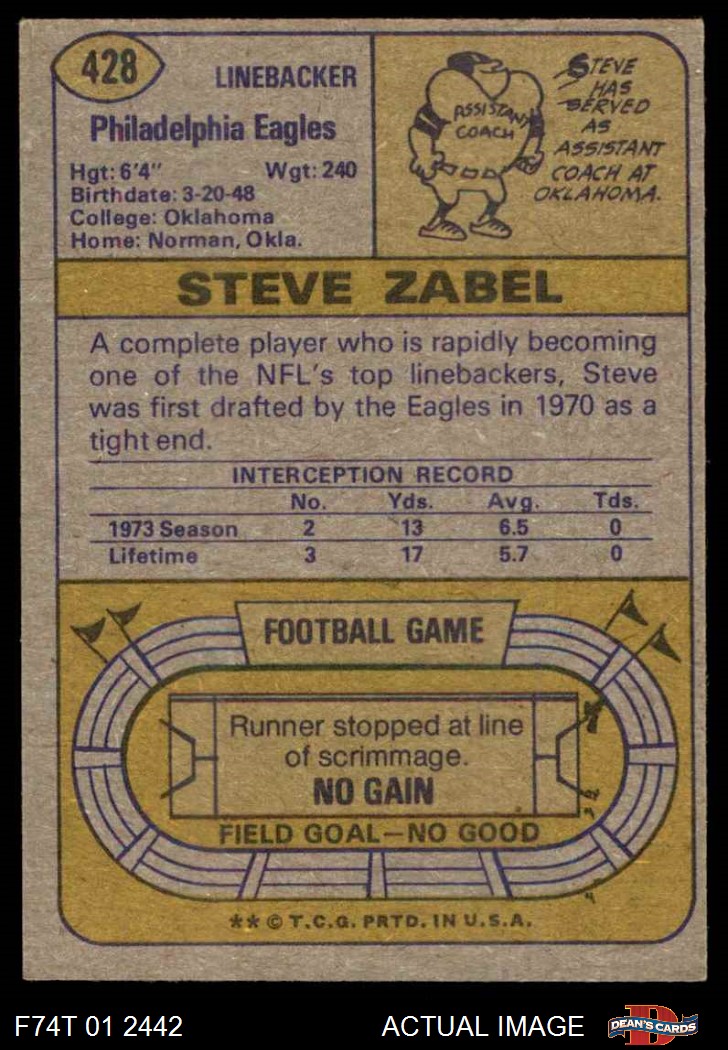 428
LINEBACKER
Philadelphia Eagles
Hgt: 6'4" Wgt: 240
Birthdate: 3-20-48
College: Oklahoma
Home: Norman, Okla.
ASSISTANT
COACH
STEVE
HAS
SERVED
AS
ASSISTANT
COACH AT
OKLAHOMA.
STEVE ZABEL
A complete player who is rapidly becoming
one of the NFL's top linebackers, Steve
was first drafted by the Eagles in 1970 as a
tight end.
INTERCEPTION RECORD
No. Yds. Avg. Tds.
1973 Season 2 13 6.5 0
Lifetime 3 17 5.7 0
FOOTBALL GAME
Runner stopped at line
of scrimmage.
NO GAIN
FIELD GOAL—NO GOOD
** © T.C.G. PRTD. IN U.S.A.
F74T 01 2442 ACTUAL IMAGE
D
DEAN'S CARDS